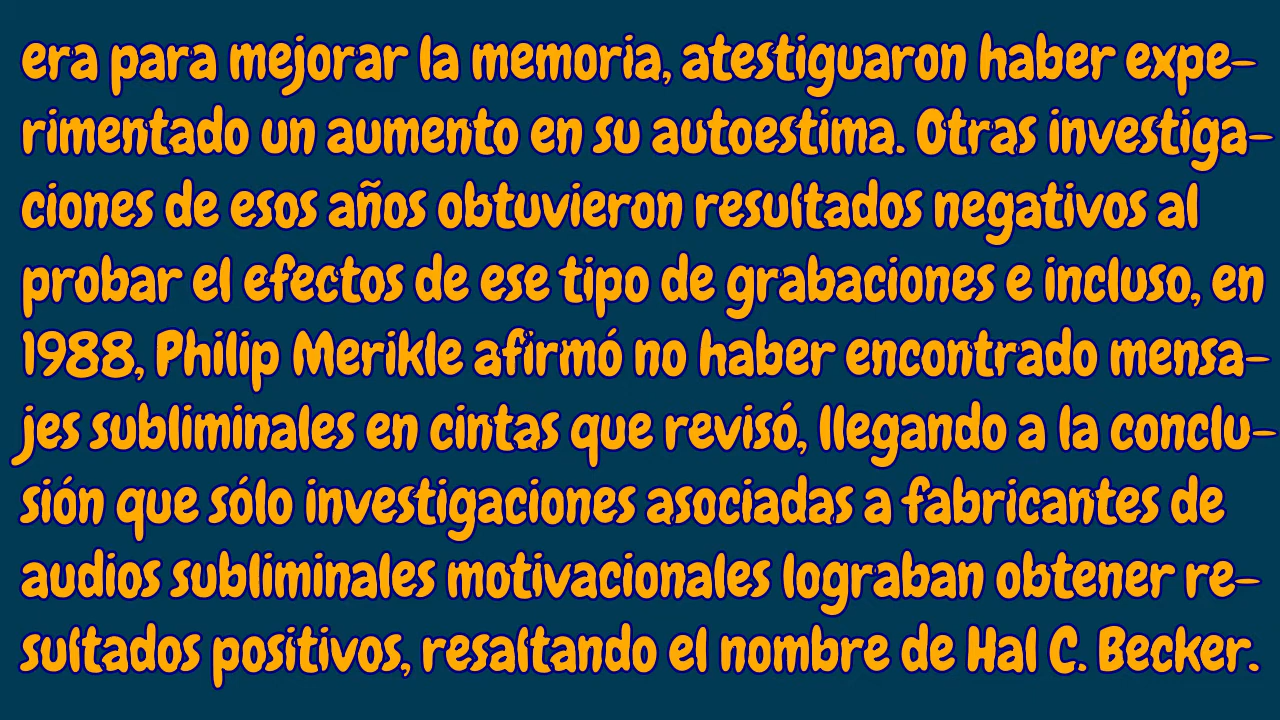 era para mejorar la memoria, atestiguaron haber expe-
rimentado un aumento en su autoestima. Otras investiga-
ciones de esos años obtuvieron resultados negativos al
probar el efectos de ese tipo de grabaciones e incluso, en
1988, Philip Merikle afirmó no haber encontrado mensa-
jes subliminales en cintas que revisó, llegando a la conclu-
sión que sólo investigaciones asociadas a fabricantes de
audios subliminales motivacionales lograban obtener re-
sultados positivos, resaltando el nombre de Hal C. Becker.